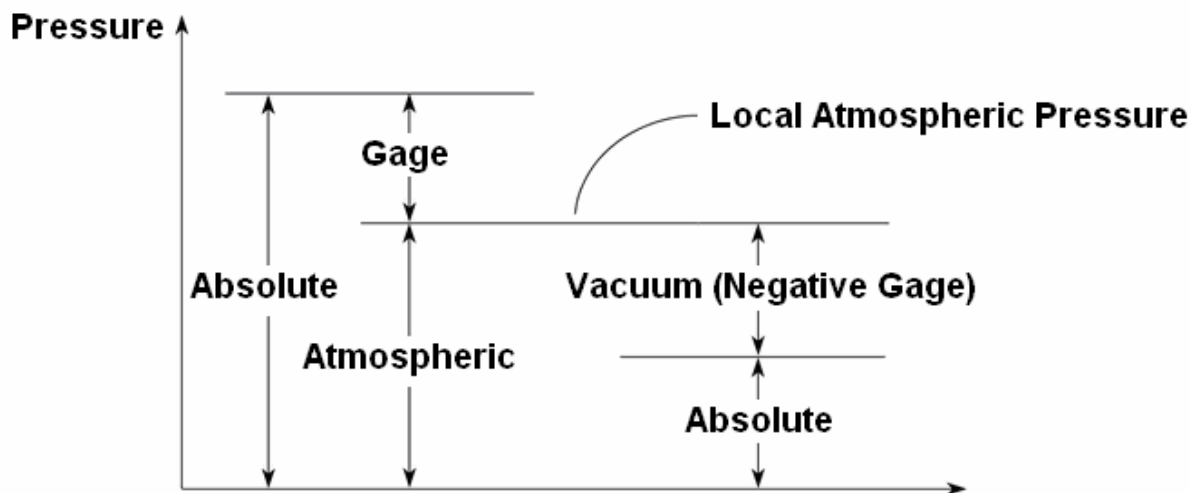 Pressure
Local Atmospheric Pressure
Gage
Absolute
Vacuum (Negative Gage)
Atmospheric
Absolute